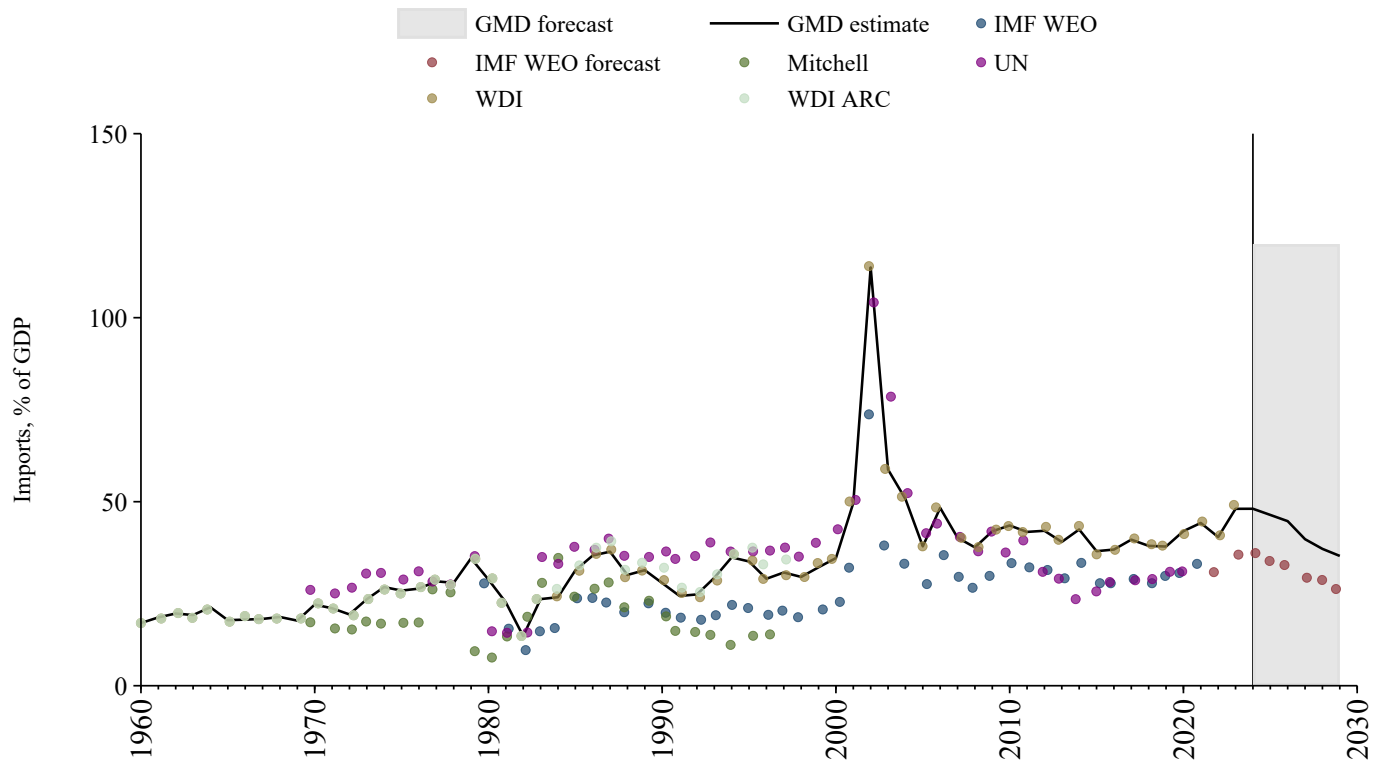 GMD forecast GMD estimate IMF WEO
IMF WEO forecast Mitchell UN
WDI WDI ARC
Imports, % of GDP
150
100
50
0
1960 1970 1980 1990 2000 2010 2020 2030